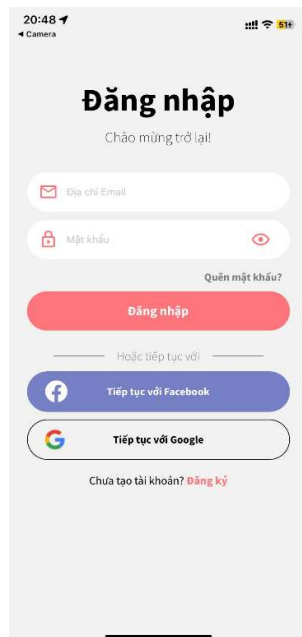 20:48
51
◀ Camera
Đăng nhập
Chào mừng trở lại!
Địa chỉ Email
Mật khẩu
Quên mật khẩu?
Đăng nhập
Hoặc tiếp tục với
Tiếp tục với Facebook
Tiếp tục với Google
Chưa tạo tài khoản? Đăng ký